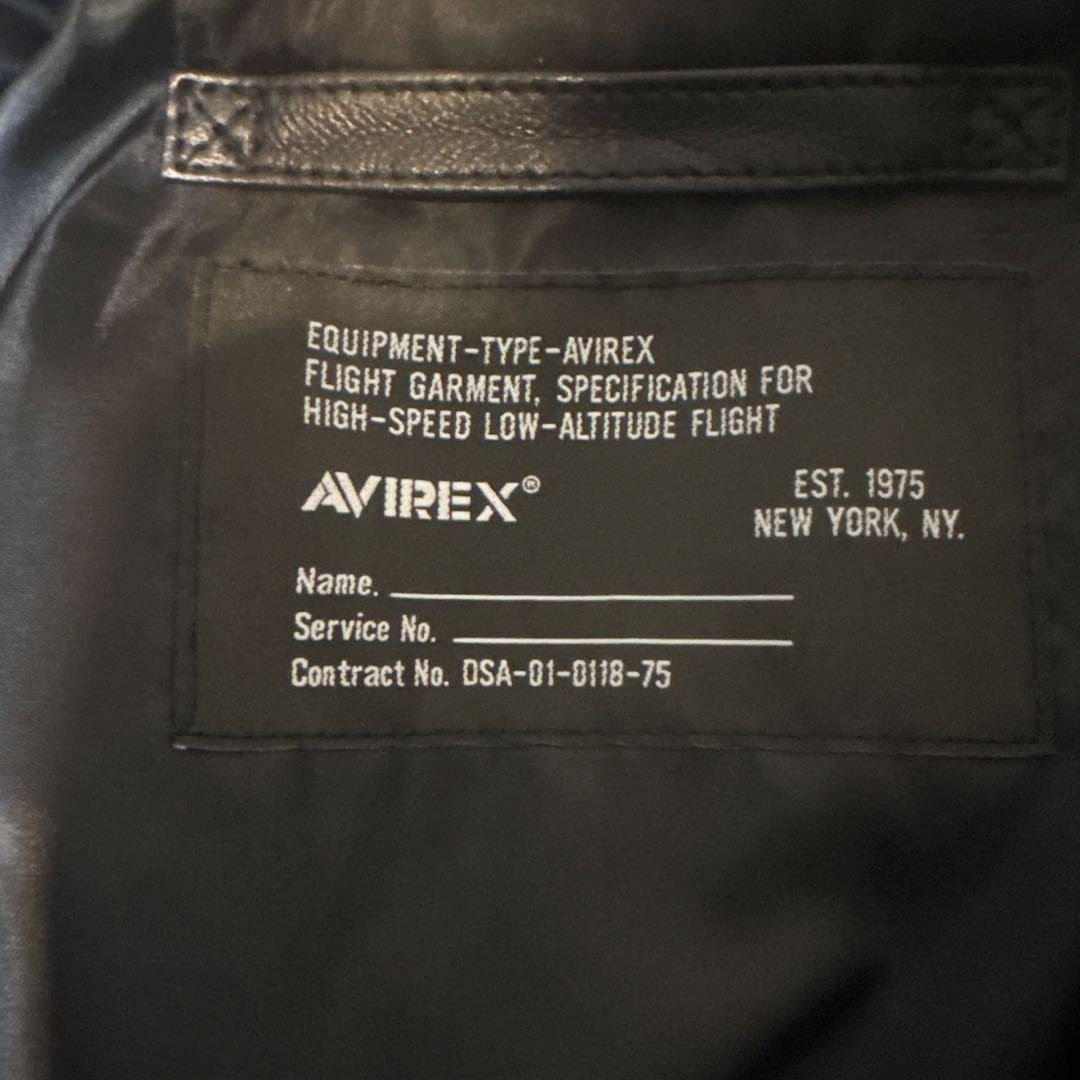 EQUIPMENT-TYPE-AVIREX
FLIGHT GARMENT, SPECIFICATION FOR
HIGH-SPEED LOW-ALTITUDE FLIGHT
AVIREX®
EST. 1975
NEW YORK, NY.
Name.
Service No.
Contract No. DSA-01-0118-75